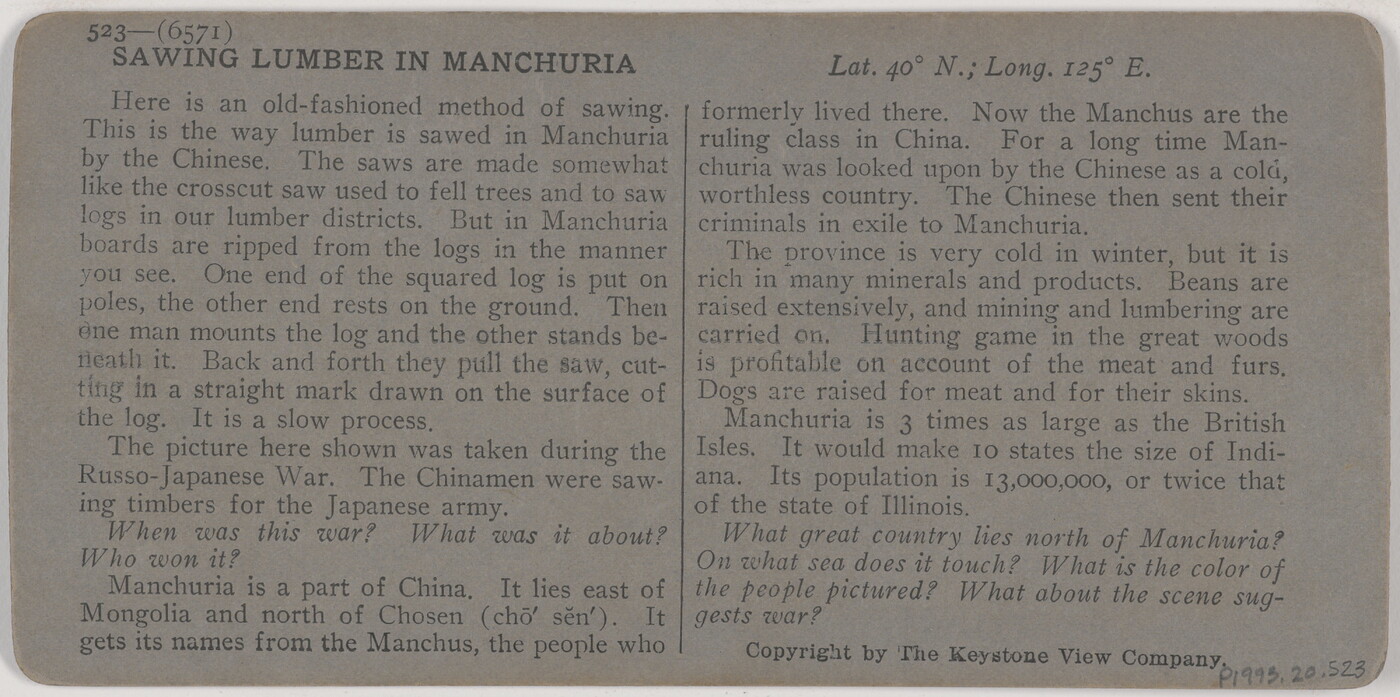 523—(6571)
SAWING LUMBER IN MANCHURIA
Lat. 40° N.; Long. 125° E.
Here is an old-fashioned method of sawing.
This is the way lumber is sawed in Manchuria
by the Chinese. The saws are made somewhat
like the crosscut saw used to fell trees and to saw
logs in our lumber districts. But in Manchuria
boards are ripped from the logs in the manner
you see. One end of the squared log is put on
poles, the other end rests on the ground. Then
one man mounts the log and the other stands be-
neath it. Back and forth they pull the saw, cut-
ting in a straight mark drawn on the surface of
the log. It is a slow process.
The picture here shown was taken during the
Russo-Japanese War. The Chinamen were saw-
ing timbers for the Japanese army.
When was this war? What was it about?
Who won it?
Manchuria is a part of China. It lies east of
Mongolia and north of Chosen (chō′ sĕn′). It
gets its names from the Manchus, the people who
formerly lived there. Now the Manchus are the
ruling class in China. For a long time Man-
churia was looked upon by the Chinese as a cold,
worthless country. The Chinese then sent their
criminals in exile to Manchuria.
The province is very cold in winter, but it is
rich in many minerals and products. Beans are
raised extensively, and mining and lumbering are
carried on. Hunting game in the great woods
is profitable on account of the meat and furs.
Dogs are raised for meat and for their skins.
Manchuria is 3 times as large as the British
Isles. It would make 10 states the size of Indi-
ana. Its population is 13,000,000, or twice that
of the state of Illinois.
What great country lies north of Manchuria?
On what sea does it touch? What is the color of
the people pictured? What about the scene sug-
gests war?
Copyright by The Keystone View Company.
P1993.20.523